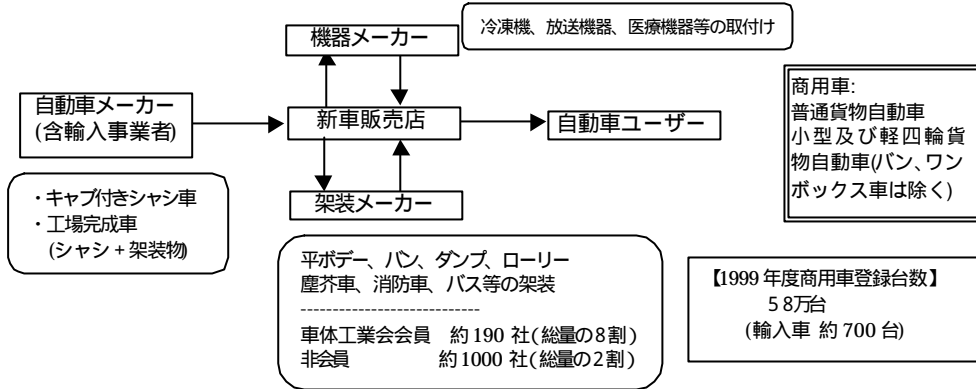 機器メーカー
冷凍機、放送機器、医療機器等の取付け
自動車メーカー
(含輸入事業者)
新車販売店
自動車ユーザー
商用車:
普通貨物自動車
小型及び軽四輪貨
物自動車(バン、ワン
ボックス車は除く)
・キャブ付きシャシ車
・工場完成車
(シャシ+架装物)
架装メーカー
平ボデー、バン、ダンプ、ローリー
塵芥車、消防車、バス等の架装
----------------------------
車体工業会会員 約190社(総量の8割)
非会員 約1000社(総量の2割)
【1999年度商用車登録台数】
58万台
(輸入車 約700台)